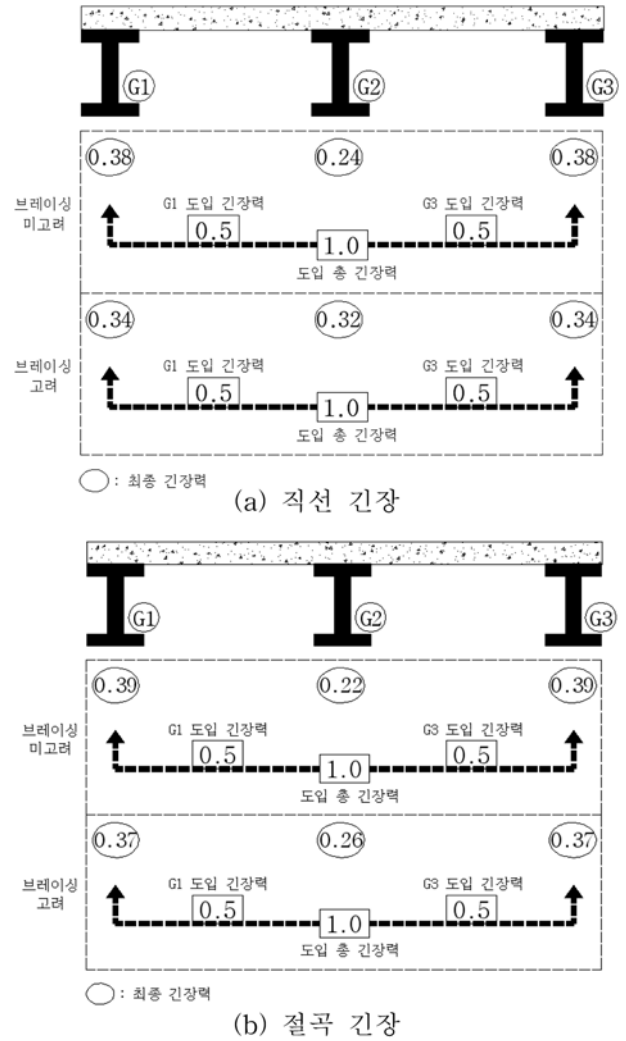 G1 G2 G3
0.38 0.24 0.38
브레이싱
미고려
G1 도입 긴장력 G3 도입 긴장력
0.5 1.0 0.5
도입 총 긴장력
0.34 0.32 0.34
브레이싱
고려
G1 도입 긴장력 G3 도입 긴장력
0.5 1.0 0.5
도입 총 긴장력
: 최종 긴장력
(a) 직선 긴장
G1 G2 G3
0.39 0.22 0.39
브레이싱
미고려
G1 도입 긴장력 G3 도입 긴장력
0.5 1.0 0.5
도입 총 긴장력
0.37 0.26 0.37
브레이싱
고려
G1 도입 긴장력 G3 도입 긴장력
0.5 1.0 0.5
도입 총 긴장력
: 최종 긴장력
(b) 절곡 긴장